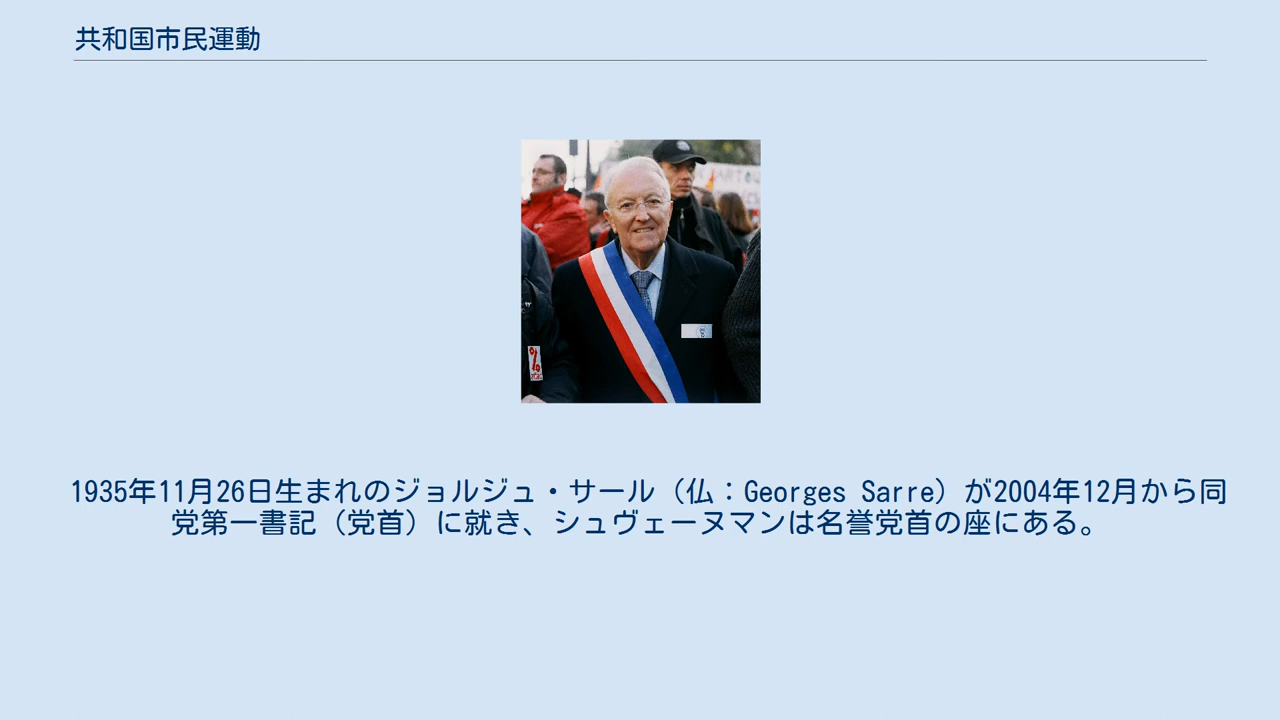 共和国市民運動
1935年11月26日生まれのジョルジュ・サール（仏：Georges Sarre）が2004年12月から同
党第一書記（党首）に就き、シュヴェーヌマンは名誉党首の座にある。